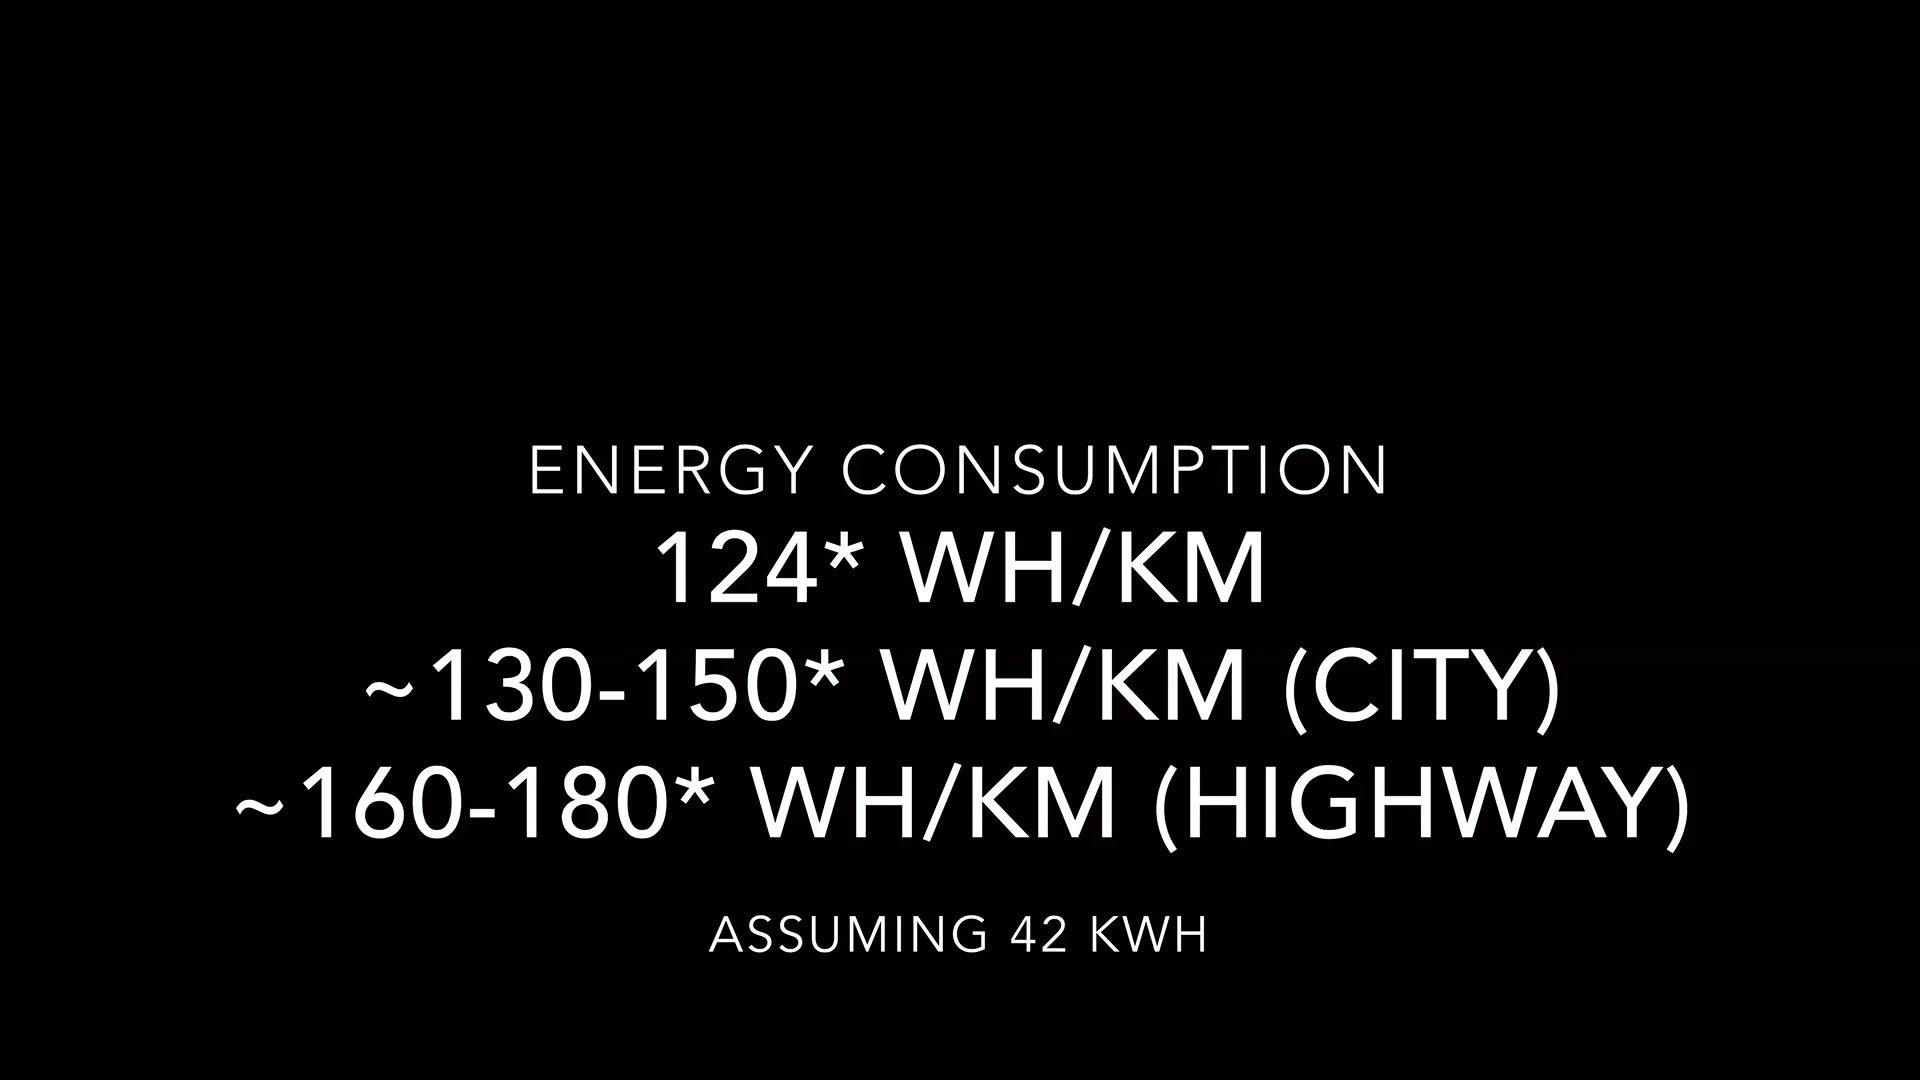 ENERGY CONSUMPTION
124* WH/KM
~130-150* WH/KM (CITY)
~160-180* WH/KM (HIGHWAY)
ASSUMING 42 KWH